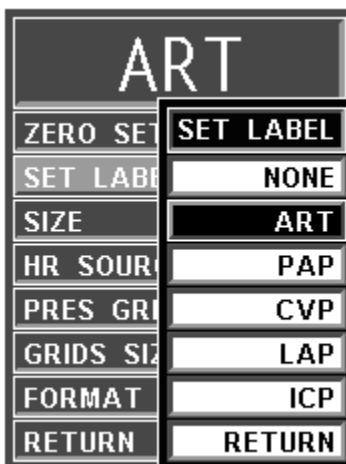 ART
ZERO SET
SET LABE
SIZE
HR SOUR
PRES GRI
GRIDS SIZ
FORMAT
RETURN
SET LABEL
NONE
ART
PAP
CVP
LAP
ICP
RETURN